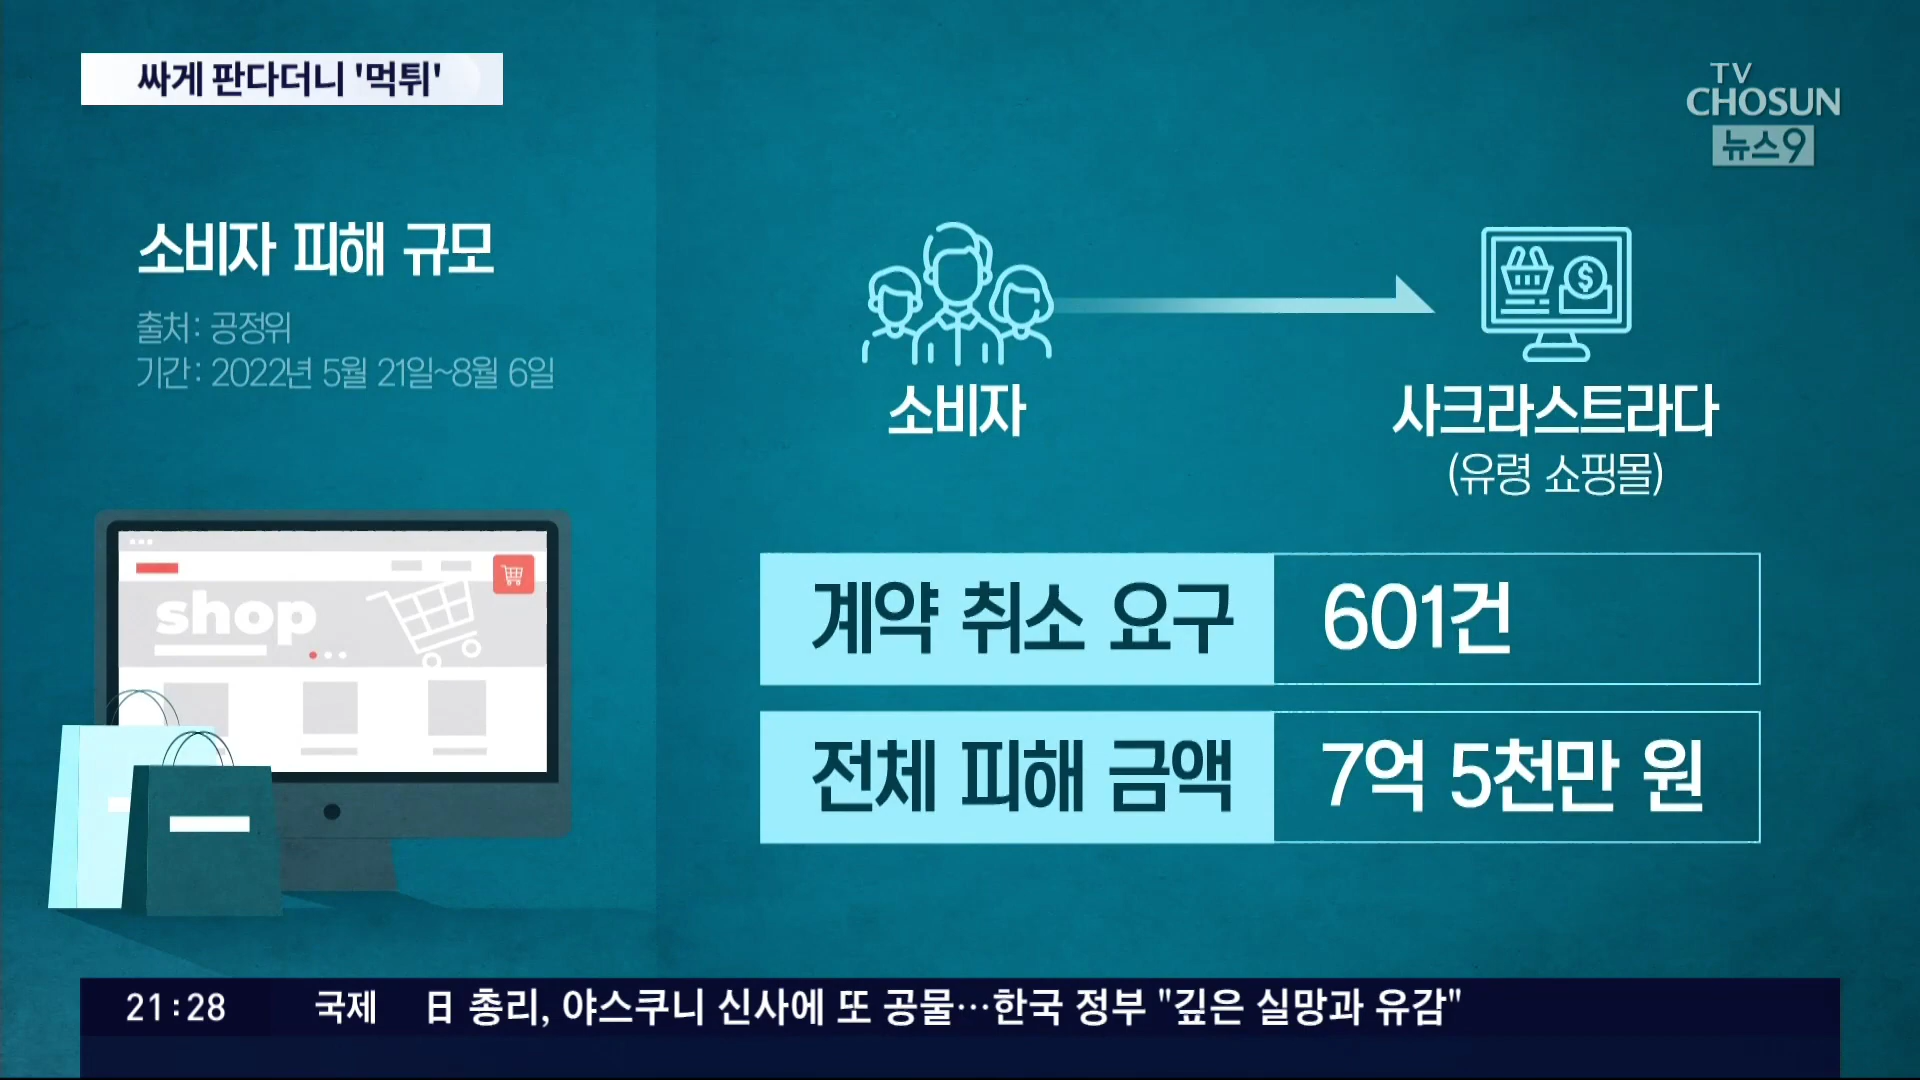 싸게 판다더니 '먹튀'
TV
CHOSUN
뉴스9
소비자 피해 규모
출처: 공정위
기간: 2022년 5월 21일~8월 6일
소비자
사크라스트라다
(유령 쇼핑몰)
shop
계약 취소 요구 601건
전체 피해 금액 7억 5천만 원
21:28 국제 日 총리, 야스쿠니 신사에 또 공물…한국 정부 "깊은 실망과 유감"